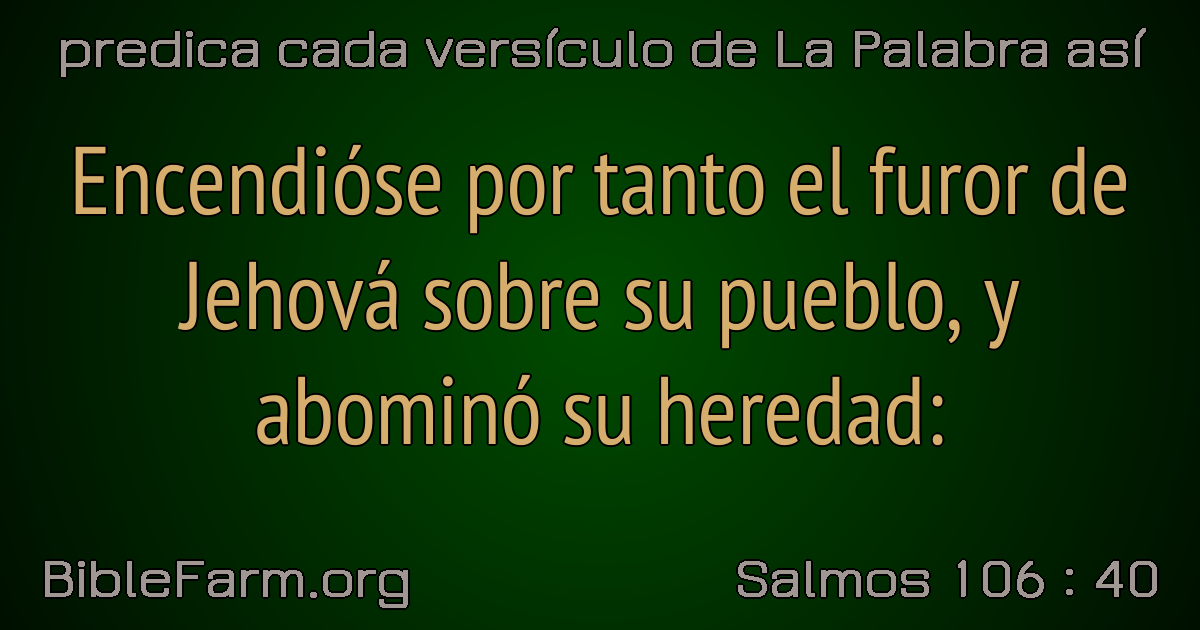 predica cada versículo de La Palabra así
Encendióse por tanto el furor de
Jehová sobre su pueblo, y
abominó su heredad:
BibleFarm.org
Salmos 106 : 40